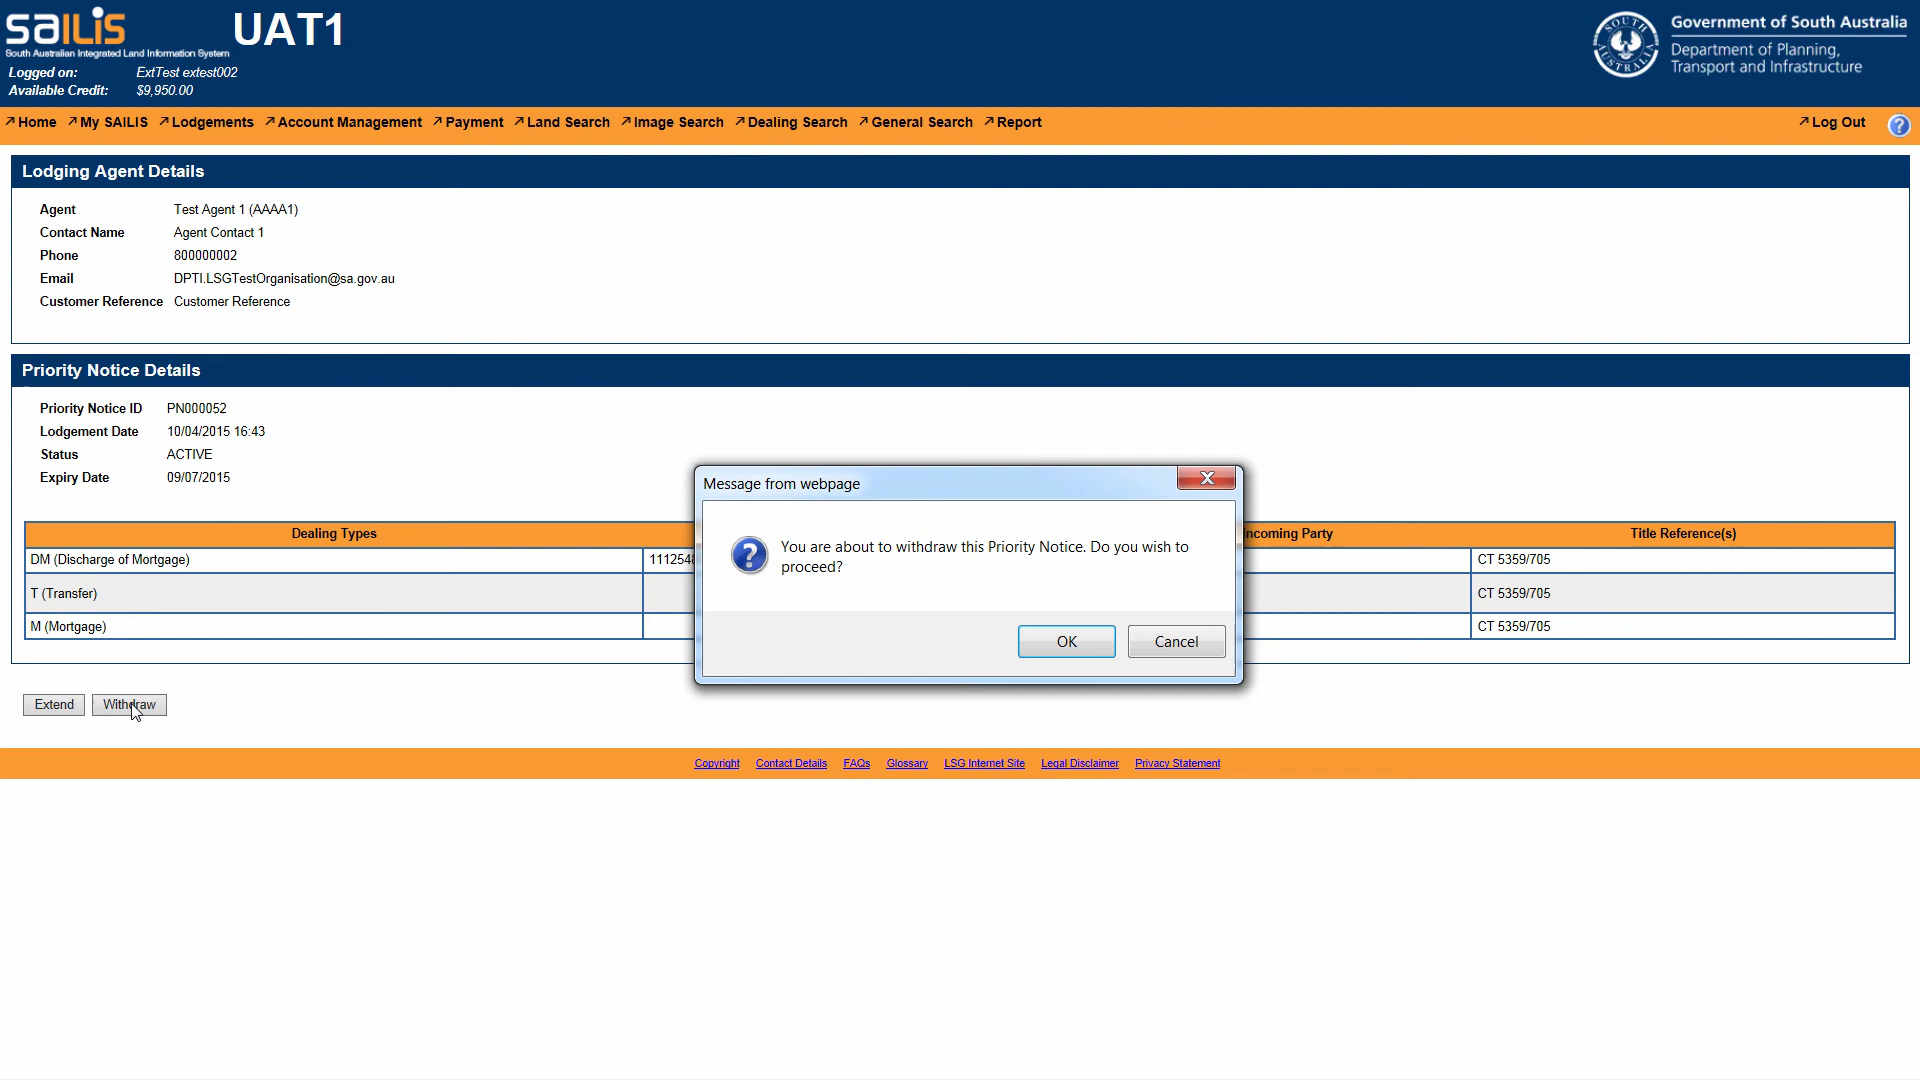 saiLiS UAT1
South Australian Integrated Land Information System
Logged on: ExtTest extest002
Available Credit: $9,950.00
SOUTH AUSTRALIA
Government of South Australia
Department of Planning,
Transport and Infrastructure
Home My SAILIS Lodgements Account Management Payment Land Search Image Search Dealing Search General Search Report Log Out ?
Lodging Agent Details
Agent Test Agent 1 (AAAA1)
Contact Name Agent Contact 1
Phone 800000002
Email DPTI.LSGTestOrganisation@sa.gov.au
Customer Reference Customer Reference
Priority Notice Details
Priority Notice ID PN000052
Lodgement Date 10/04/2015 16:43
Status ACTIVE
Expiry Date 09/07/2015
Dealing Types ncoming Party Title Reference(s)
DM (Discharge of Mortgage) 111254 CT 5359/705
T (Transfer) CT 5359/705
M (Mortgage) CT 5359/705
Message from webpage
You are about to withdraw this Priority Notice. Do you wish to
proceed?
OK Cancel
Extend Withdraw
Copyright Contact Details FAQs Glossary LSG Internet Site Legal Disclaimer Privacy Statement